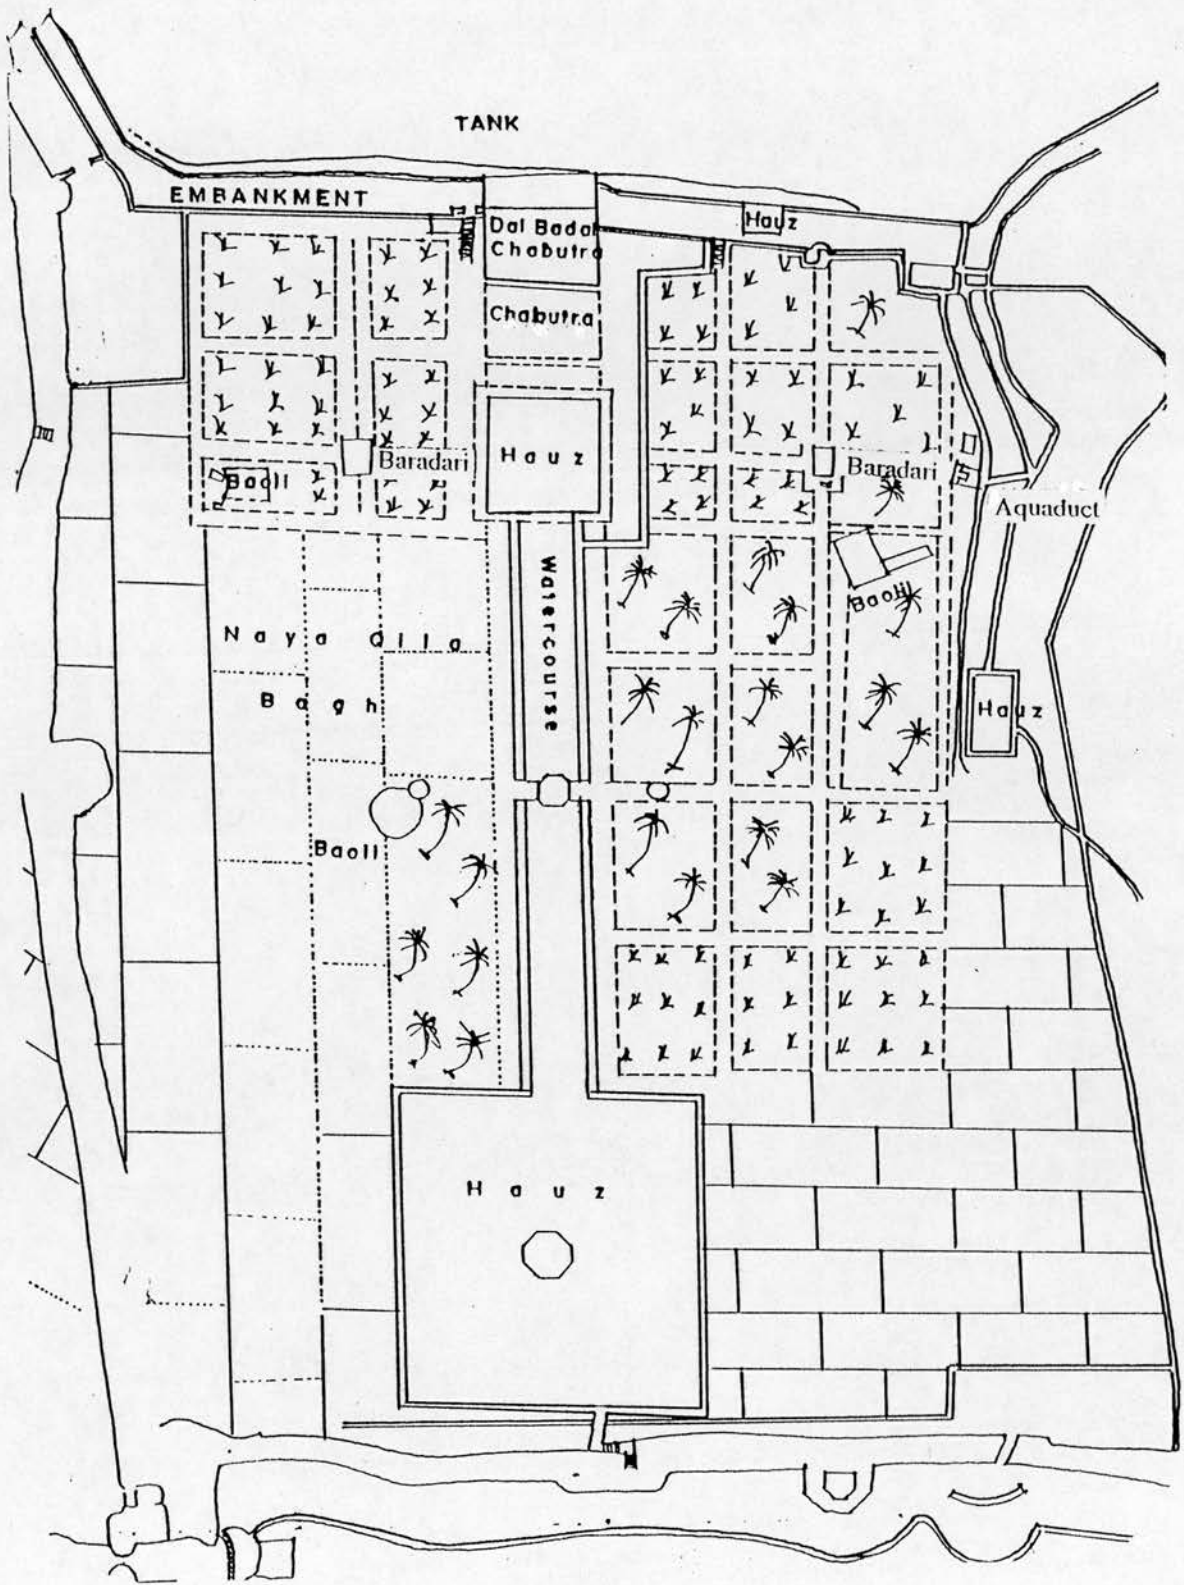 TANK
EMBANKMENT
Dal Badal
Chabutra
Hauz
Chabutra
Baradari
Hauz
Baradari
Baoli
Aquaduct
Watercourse
Baoli
Naya Qila
Bagh
Hauz
Baoli
Hauz